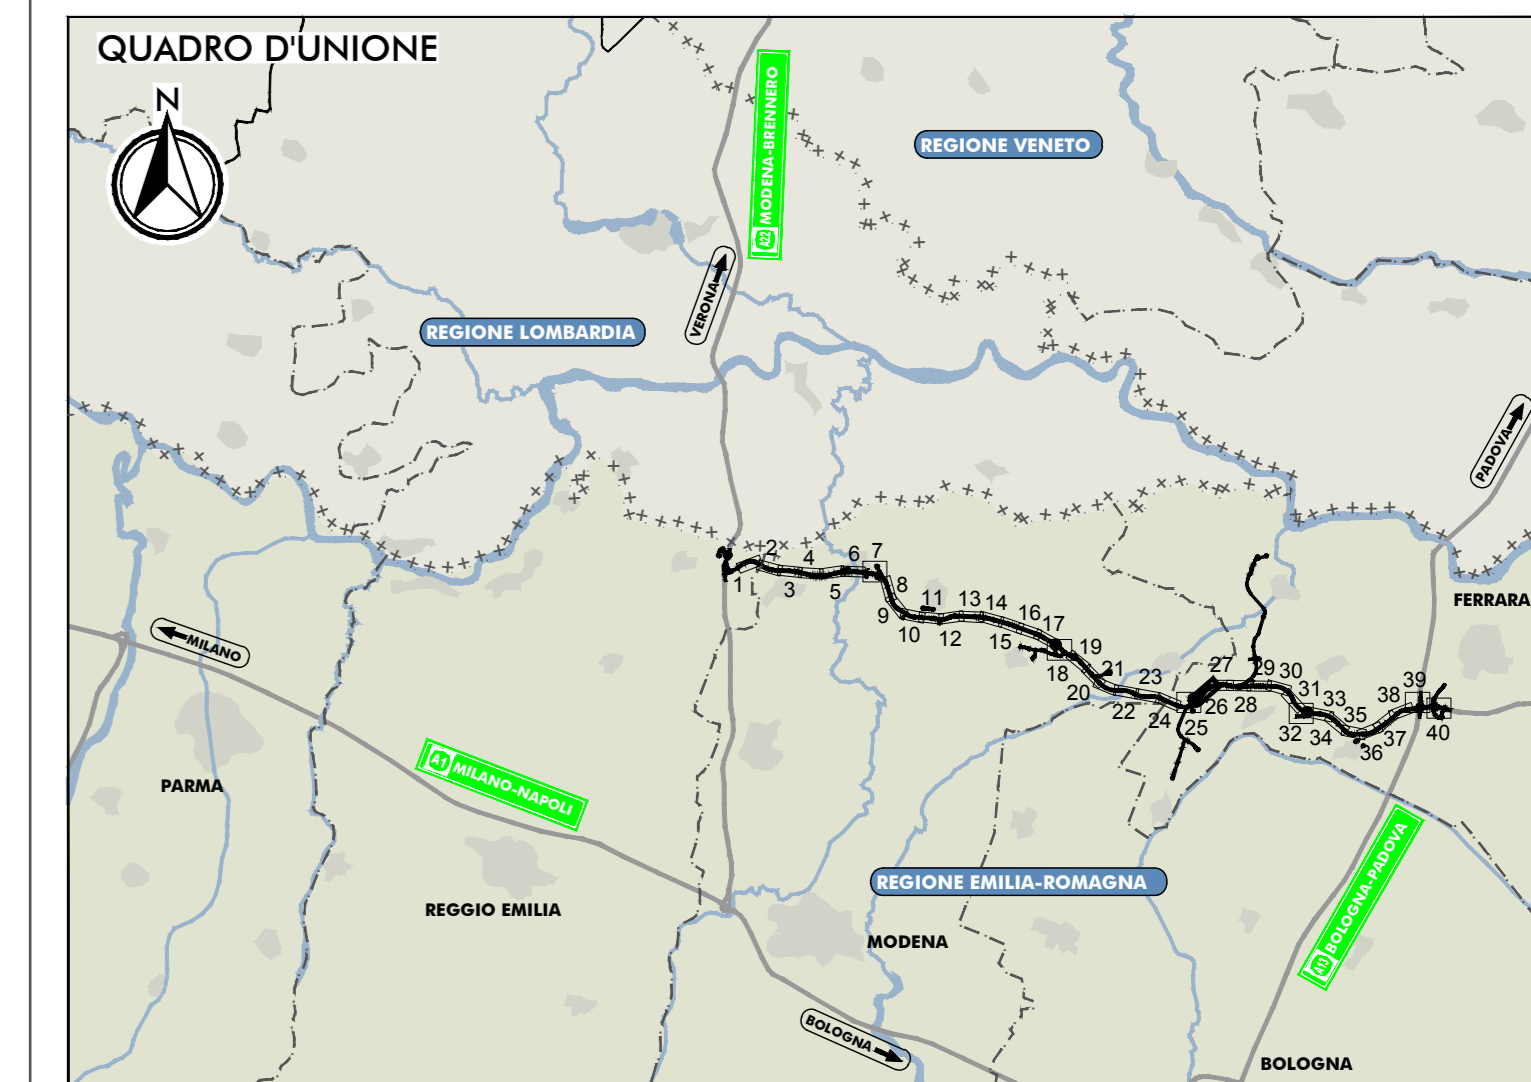 QUADRO D'UNIONE
N
A22 MODENA-BRENNERO
REGIONE VENETO
VERONA
REGIONE LOMBARDIA
PADOVA
1
2
3
4
5
6
7
8
9
10
11
12
13
14
15
16
17
18
19
20
21
22
23
24
25
26
27
28
29
30
31
32
33
34
35
36
37
38
39
40
FERRARA
MILANO
PARMA
A1 MILANO-NAPOLI
REGIONE EMILIA-ROMAGNA
A13 BOLOGNA-PADOVA
REGGIO EMILIA
MODENA
BOLOGNA
BOLOGNA